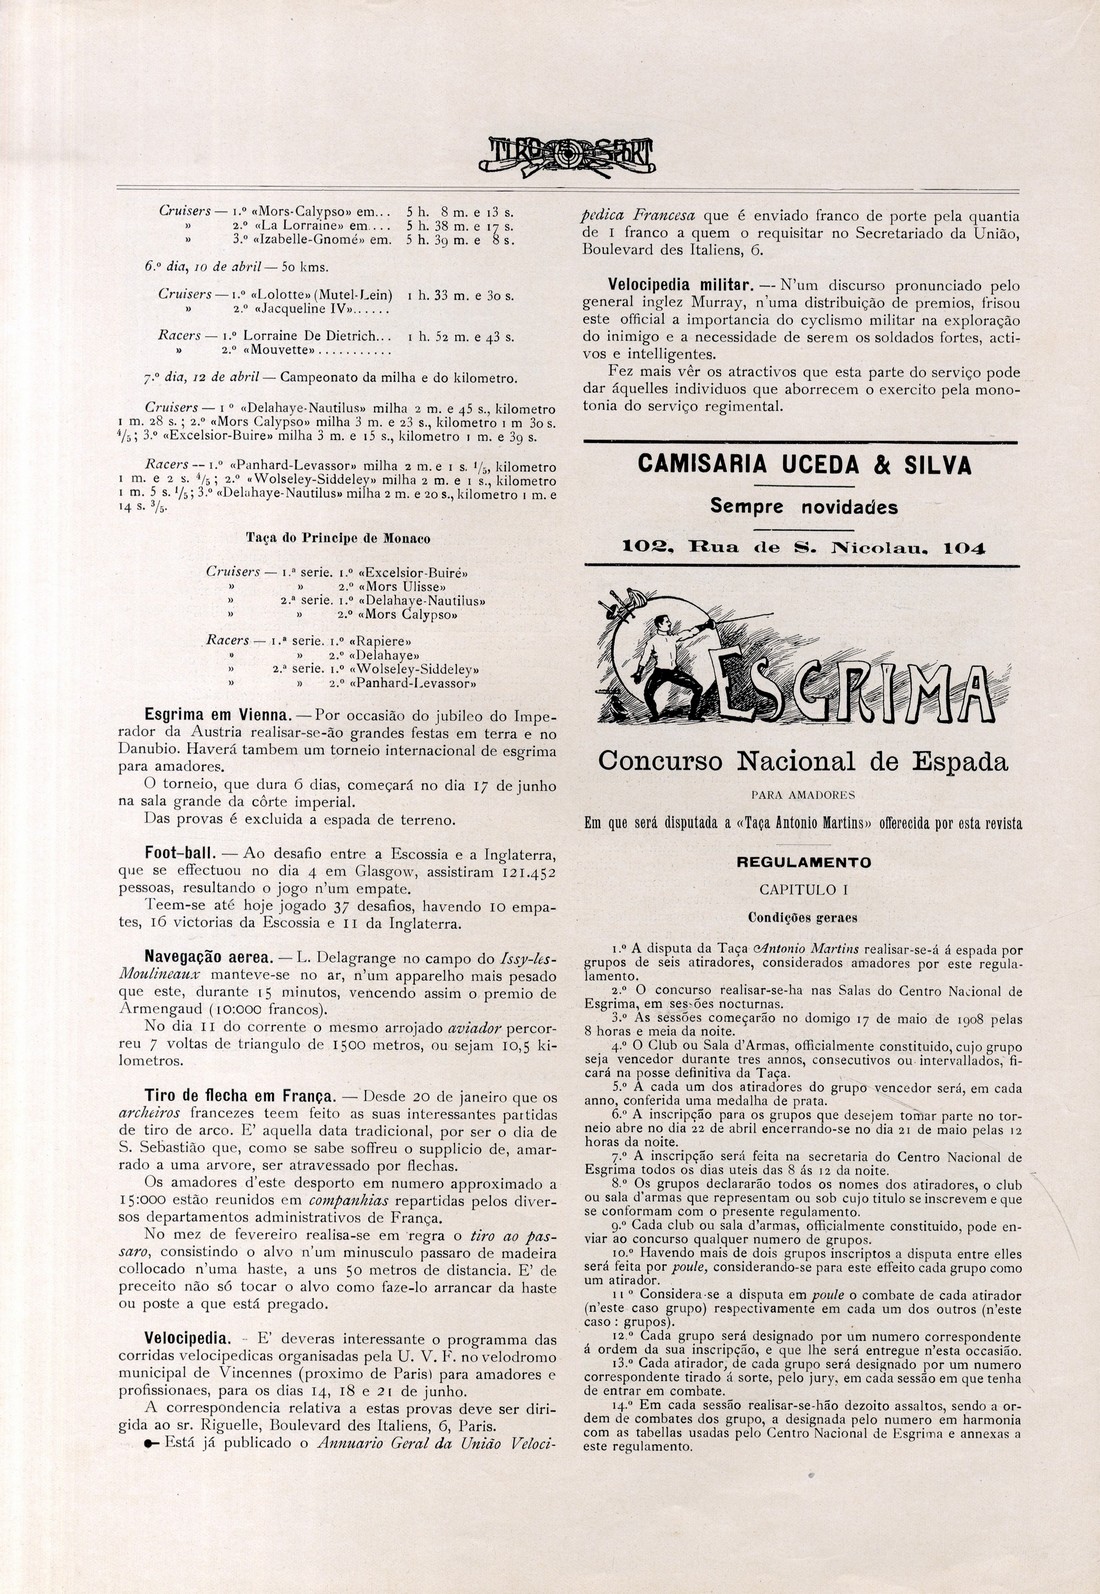 TIRO SPORT
Cruisers — 1.º «Mors-Calypso» em... 5 h. 8 m. e 13 s.
» 2.º «La Lorraine» em.... 5 h. 38 m. e 17 s.
» 3.º «Izabelle-Gnomé» em. 5 h. 39 m. e 8 s.
6.º dia, 10 de abril — 50 kms.
Cruisers — 1.º «Lolotte» (Mutel-Lein) 1 h. 33 m. e 30 s.
» 2.º «Jacqueline IV»......
Racers — 1.º Lorraine De Dietrich... 1 h. 52 m. e 43 s.
» 2.º «Mouvette»...........
7.º dia, 12 de abril — Campeonato da milha e do kilometro.
Cruisers — 1 º «Delahaye-Nautilus» milha 2 m. e 45 s., kilometro
1 m. 28 s.; 2.º «Mors Calypso» milha 3 m. e 23 s., kilometro 1 m 30 s.
4/5; 3.º «Excelsior-Buire» milha 3 m. e 15 s., kilometro 1 m. e 39 s.
Racers -- 1.º «Panhard-Levassor» milha 2 m. e 1 s. 1/5, kilometro
1 m. e 2 s. 4/5; 2.º «Wolseley-Siddeley» milha 2 m. e 1 s., kilometro
1 m. 5 s. 1/5; 3.º «Delahaye-Nautilus» milha 2 m. e 20 s., kilometro 1 m. e
14 s. 3/5.
Taça do Principe de Monaco
Cruisers — 1.ª serie. 1.º «Excelsior-Buiré»
» » 2.º «Mors Ulisse»
» 2.ª serie. 1.º «Delahaye-Nautilus»
» » 2.º «Mors Calypso»
Racers — 1.ª serie. 1.º «Rapiere»
» » 2.º «Delahaye»
» 2.ª serie. 1.º «Wolseley-Siddeley»
» » 2.º «Panhard-Levassor»
Esgrima em Vienna. — Por occasião do jubileo do Impe-
rador da Austria realisar-se-ão grandes festas em terra e no
Danubio. Haverá tambem um torneio internacional de esgrima
para amadores.
O torneio, que dura 6 dias, começará no dia 17 de junho
na sala grande da côrte imperial.
Das provas é excluida a espada de terreno.
Foot-ball. — Ao desafio entre a Escossia e a Inglaterra,
que se effectuou no dia 4 em Glasgow, assistiram 121.452
pessoas, resultando o jogo n'um empate.
Teem-se até hoje jogado 37 desafios, havendo 10 empa-
tes, 16 victorias da Escossia e 11 da Inglaterra.
Navegação aerea. — L. Delagrange no campo do Issy-les-
Moulineaux manteve-se no ar, n'um apparelho mais pesado
que este, durante 15 minutos, vencendo assim o premio de
Armengaud (10:000 francos).
No dia 11 do corrente o mesmo arrojado aviador percor-
reu 7 voltas de triangulo de 1500 metros, ou sejam 10,5 ki-
lometros.
Tiro de flecha em França. — Desde 20 de janeiro que os
archeiros francezes teem feito as suas interessantes partidas
de tiro de arco. E' aquella data tradicional, por ser o dia de
S. Sebastião que, como se sabe soffreu o supplicio de, amar-
rado a uma arvore, ser atravessado por flechas.
Os amadores d'este desporto em numero approximado a
15:000 estão reunidos em companhias repartidas pelos diver-
sos departamentos administrativos de França.
No mez de fevereiro realisa-se em regra o tiro ao pas-
saro, consistindo o alvo n'um minusculo passaro de madeira
collocado n'uma haste, a uns 50 metros de distancia. E' de
preceito não só tocar o alvo como faze-lo arrancar da haste
ou poste a que está pregado.
Velocipedia. - E' deveras interessante o programma das
corridas velocipedicas organisadas pela U. V. F. no velodromo
municipal de Vincennes (proximo de Paris) para amadores e
profissionaes, para os dias 14, 18 e 21 de junho.
A correspondencia relativa a estas provas deve ser diri-
gida ao sr. Riguelle, Boulevard des Italiens, 6, Paris.
●— Está já publicado o Annuario Geral da União Veloci-
pedica Francesa que é enviado franco de porte pela quantia
de 1 franco a quem o requisitar no Secretariado da União,
Boulevard des Italiens, 6.
Velocipedia militar. — N'um discurso pronunciado pelo
general inglez Murray, n'uma distribuição de premios, frisou
este official a importancia do cyclismo militar na exploração
do inimigo e a necessidade de serem os soldados fortes, acti-
vos e intelligentes.
Fez mais vêr os atractivos que esta parte do serviço pode
dar áquelles individuos que aborrecem o exercito pela mono-
tonia do serviço regimental.
CAMISARIA UCEDA & SILVA
Sempre novidades
102, Rua de S. Nicolau, 104
ESGRIMA
Concurso Nacional de Espada
PARA AMADORES
Em que será disputada a «Taça Antonio Martins» offerecida por esta revista
REGULAMENTO
CAPITULO I
Condições geraes
1.º A disputa da Taça Antonio Martins realisar-se-á á espada por
grupos de seis atiradores, considerados amadores por este regula-
lamento.
2.º O concurso realisar-se-ha nas Salas do Centro Nacional de
Esgrima, em sessões nocturnas.
3.º As sessões começarão no domigo 17 de maio de 1908 pelas
8 horas e meia da noite.
4.º O Club ou Sala d'Armas, officialmente constituido, cujo grupo
seja vencedor durante tres annos, consecutivos ou intervallados, fi-
cará na posse definitiva da Taça.
5.º A cada um dos atiradores do grupo vencedor será, em cada
anno, conferida uma medalha de prata.
6.º A inscripção para os grupos que desejem tomar parte no tor-
neio abre no dia 22 de abril encerrando-se no dia 21 de maio pelas 12
horas da noite.
7.º A inscripção será feita na secretaria do Centro Nacional de
Esgrima todos os dias uteis das 8 ás 12 da noite.
8.º Os grupos declararão todos os nomes dos atiradores, o club
ou sala d'armas que representam ou sob cujo titulo se inscrevem e que
se conformam com o presente regulamento.
9.º Cada club ou sala d'armas, officialmente constituido, pode en-
viar ao concurso qualquer numero de grupos.
10.º Havendo mais de dois grupos inscriptos a disputa entre elles
será feita por poule, considerando-se para este effeito cada grupo como
um atirador.
11 º Considera-se a disputa em poule o combate de cada atirador
(n'este caso grupo) respectivamente em cada um dos outros (n'este
caso: grupos).
12.º Cada grupo será designado por um numero correspondente
á ordem da sua inscripção, e que lhe será entregue n'esta occasião.
13.º Cada atirador, de cada grupo será designado por um numero
correspondente tirado á sorte, pelo jury, em cada sessão em que tenha
de entrar em combate.
14.º Em cada sessão realisar-se-hão dezoito assaltos, sendo a or-
dem de combates dos grupo, a designada pelo numero em harmonia
com as tabellas usadas pelo Centro Nacional de Esgrima e annexas a
este regulamento.